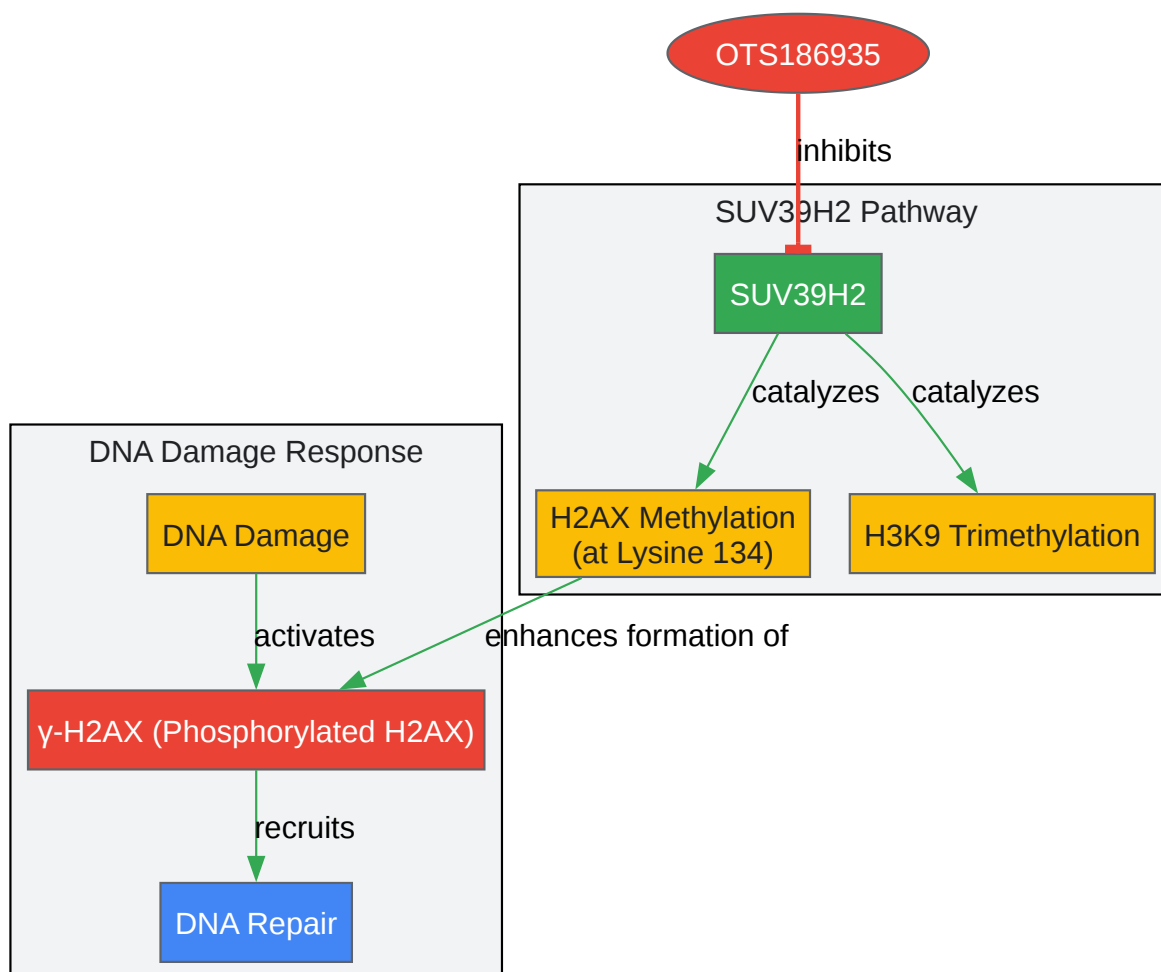 OTS186935
inhibits
SUV39H2 Pathway
SUV39H2
catalyzes
catalyzes
DNA Damage Response
DNA Damage
H2AX Methylation
(at Lysine 134)
H3K9 Trimethylation
activates
enhances formation of
γ-H2AX (Phosphorylated H2AX)
recruits
DNA Repair